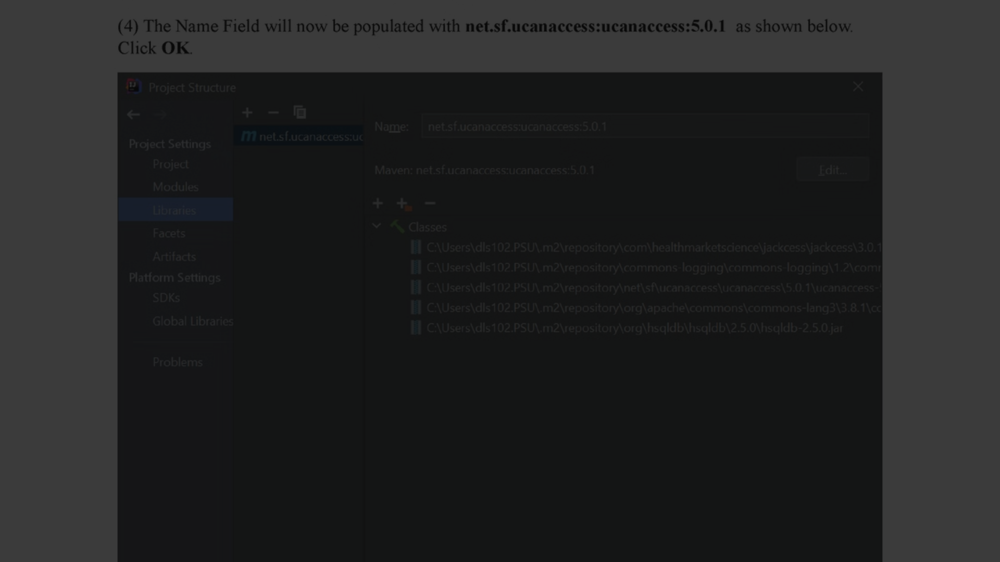 (4) The Name Field will now be populated with net.sf.ucanaccess:ucanaccess:5.0.1 as shown below.
Click OK.
Project Structure
Name: net.sf.ucanaccess:ucanaccess:5.0.1
m net.sf.ucanaccess:uc
Project Settings
Project
Modules
Libraries
Facets
Artifacts
Platform Settings
SDKs
Global Libraries
Problems
Maven: net.sf.ucanaccess:ucanaccess:5.0.1
Edit...
Classes
C:\Users\dls102.PSU\.m2\repository\com\healthmarketscience\jackcess\jackcess\3.0.1
C:\Users\dls102.PSU\.m2\repository\commons-logging\commons-logging\1.2\comm
C:\Users\dls102.PSU\.m2\repository\net\sf\ucanaccess\ucanaccess\5.0.1\ucanaccess-
C:\Users\dls102.PSU\.m2\repository\org\apache\commons\commons-lang3\3.8.1\co
C:\Users\dls102.PSU\.m2\repository\org\hsqldb\hsqldb\2.5.0\hsqldb-2.5.0.jar